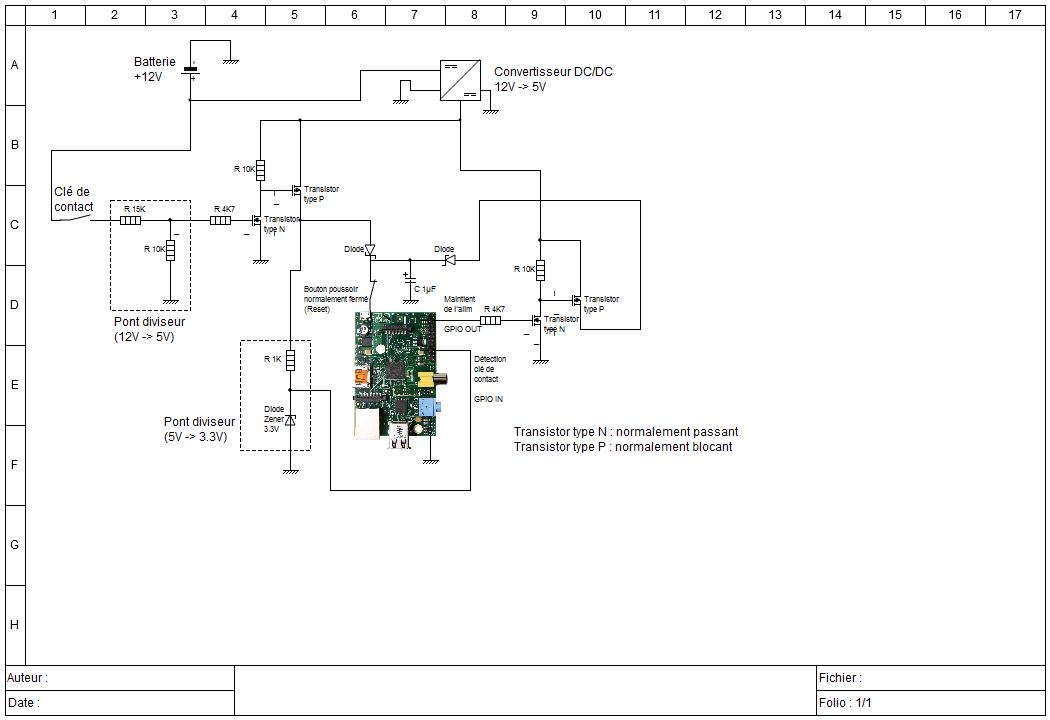 1 2 3 4 5 6 7 8 9 10 11 12 13 14 15 16 17
A
B
C
D
E
F
G
H
Batterie
+12V
Convertisseur DC/DC
12V -> 5V
R 10K
Transistor
type P
Clé de
contact
R 15K
R 4K7
Transistor
type N
R 10K
Diode
Diode
R 10K
Bouton poussoir
normalement fermé
(Reset)
C 1µF
Maintient
de l'alim
R 4K7
GPIO OUT
Transistor
type P
Transistor
type N
Pont diviseur
(12V -> 5V)
R 1K
Détection
clé de
contact
GPIO IN
Diode
Zener
3.3V
Pont diviseur
(5V -> 3.3V)
Transistor type N : normalement passant
Transistor type P : normalement blocant
Auteur :
Date :
Fichier :
Folio : 1/1